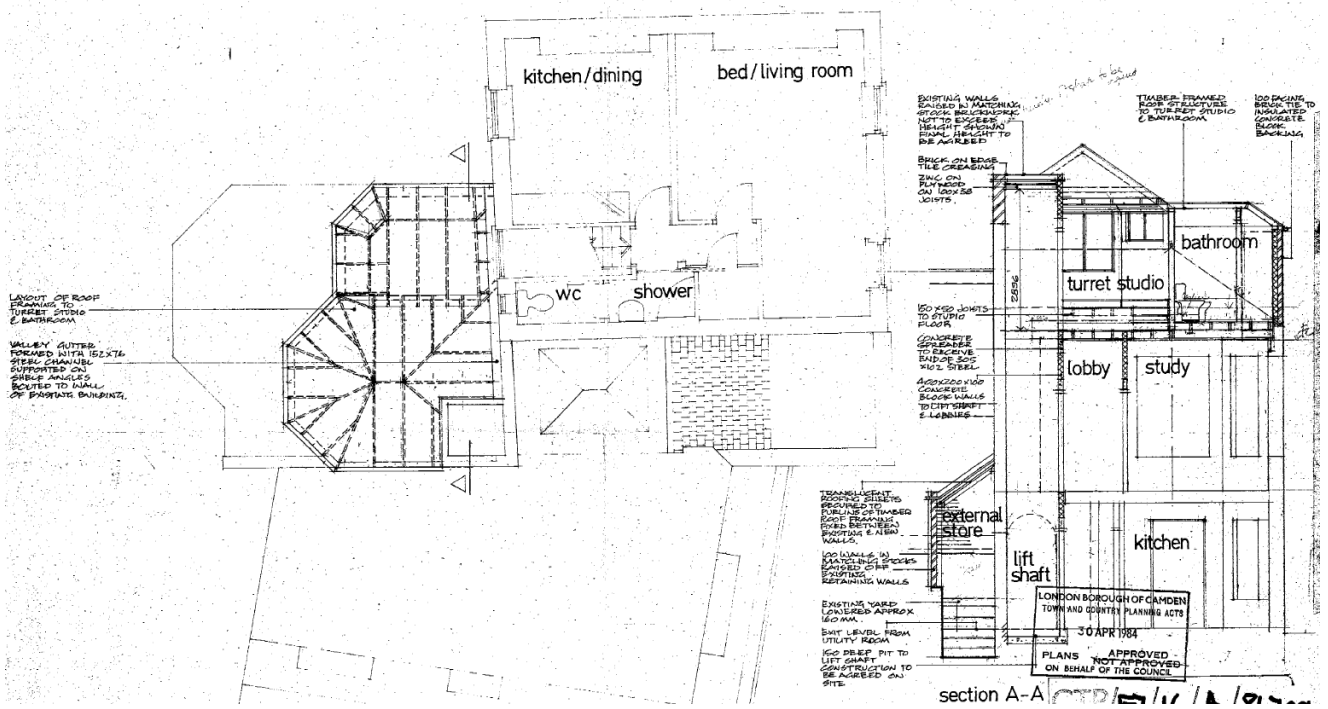 kitchen/dining
bed/living room
wc
shower
LAYOUT OF ROOF
FRAMING TO
TURRET STUDIO
& BATHROOM
VALLEY GUTTER
FORMED WITH 152X76
STEEL CHANNEL
SUPPORTED ON
SHELF ANGLES
BOLTED TO WALL
OF EXISTING BUILDING.
EXISTING WALLS
RAISED IN MATCHING
STOCK BRICKWORK
NOT TO EXCEED
HEIGHT SHOWN
FINAL HEIGHT TO
BE AGREED
BRICK ON EDGE
TILE CREASING
ZINC ON
PLYWOOD
ON 100X38
JOISTS.
TIMBER FRAMED
ROOF STRUCTURE
TO TURRET STUDIO
& BATHROOM
100 FACING
BRICK TIE TO
INSULATED
CONCRETE
BLOCK
BACKING
bathroom
turret studio
2856
150X50 JOISTS
TO STUDIO
FLOOR
CONCRETE
SPREADER
TO RECEIVE
END OF 305
X102 STEEL
400X200X100
CONCRETE
BLOCK WALLS
TO LIFT SHAFT
& LOBBIES
lobby
study
TRANSLUCENT
ROOFING SHEETS
SECURED TO
PURLINS OF TIMBER
ROOF FRAMING
FIXED BETWEEN
EXISTING & NEW
WALLS.
100 WALLS IN
MATCHING STOCKS
RAISED OFF
EXISTING
RETAINING WALLS
EXISTING YARD
LOWERED APPROX
160 MM.
EXIT LEVEL FROM
UTILITY ROOM
150 DEEP PIT TO
LIFT SHAFT
CONSTRUCTION TO
BE AGREED ON
SITE
external
store
lift
shaft
kitchen
LONDON BOROUGH OF CAMDEN
TOWN AND COUNTRY PLANNING ACTS
30 APR 1984
PLANS APPROVED
NOT APPROVED
ON BEHALF OF THE COUNCIL
section A-A